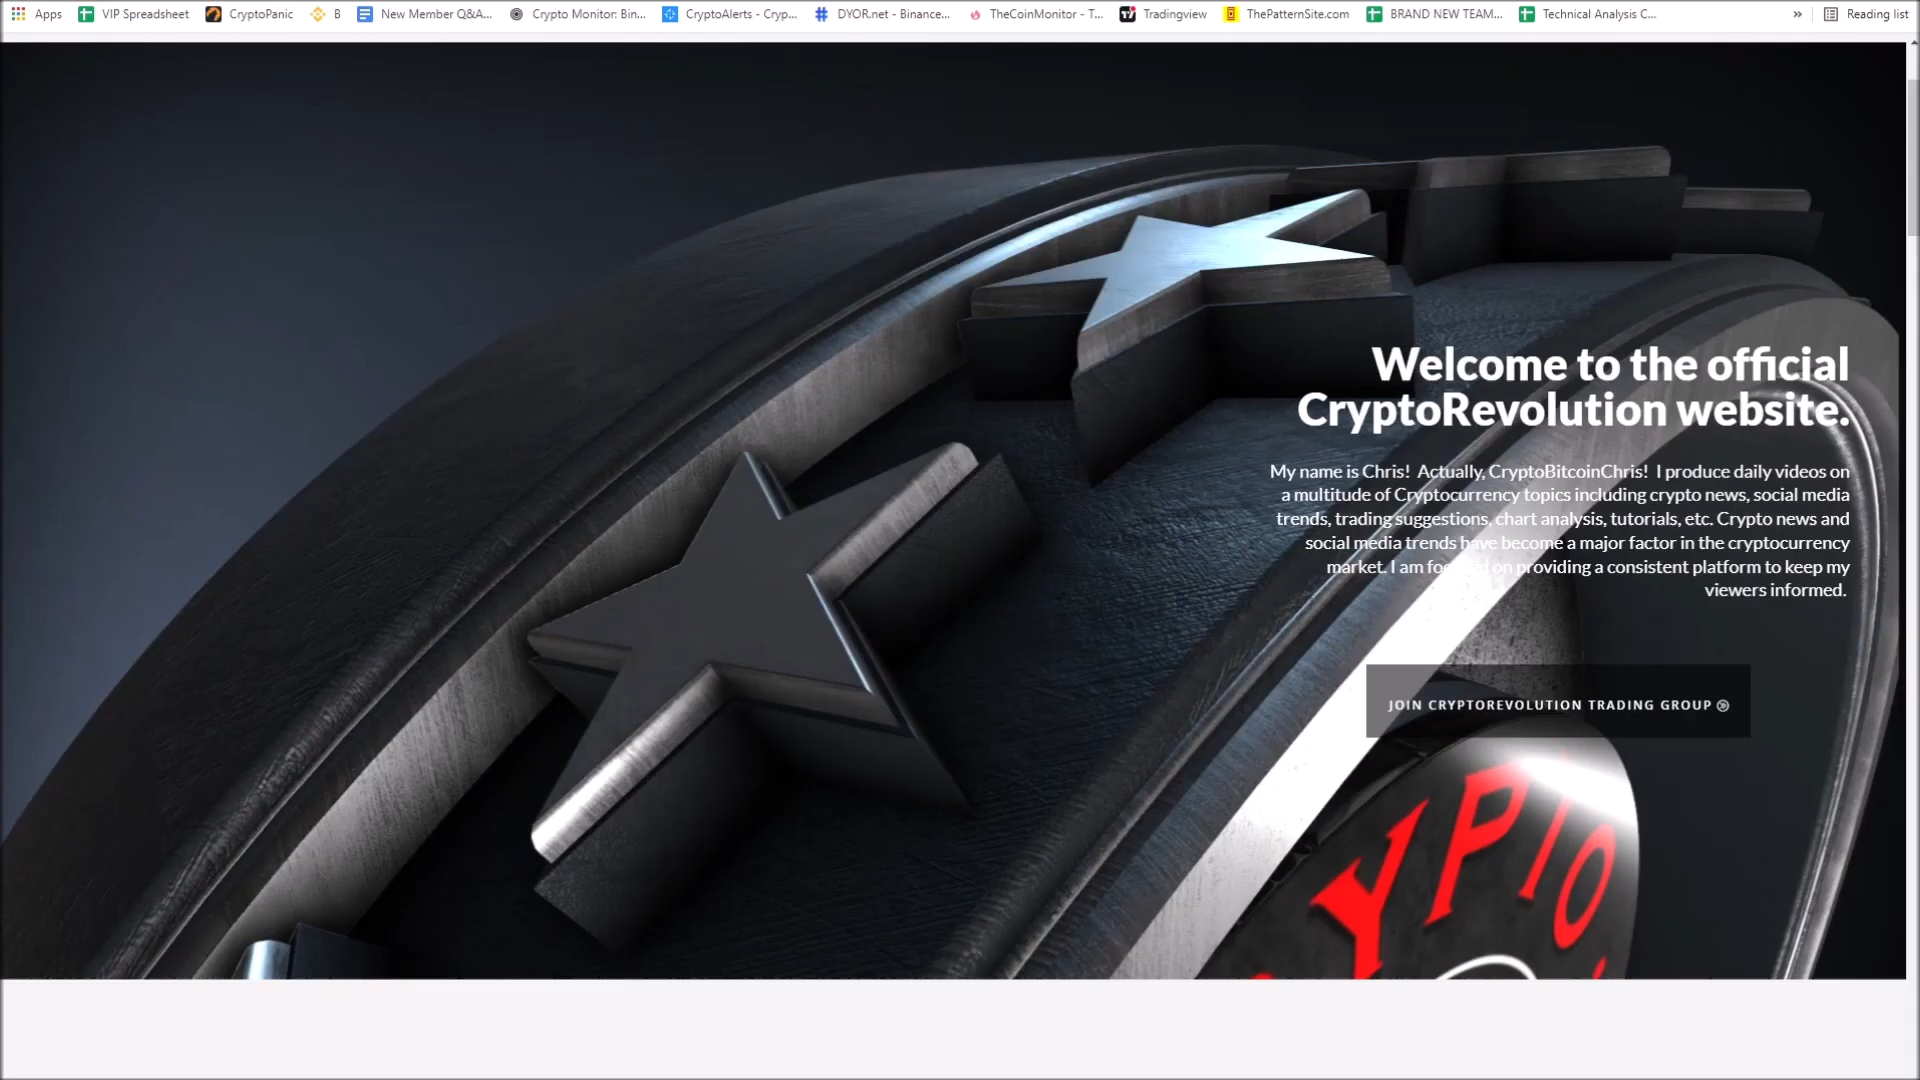 Apps VIP Spreadsheet CryptoPanic B New Member Q&A... Crypto Monitor: Bin... CryptoAlerts - Cryp... DYOR.net - Binance... TheCoinMonitor - T... Tradingview ThePatternSite.com BRAND NEW TEAM... Technical Analysis C... » Reading list
Welcome to the official
CryptoRevolution website.
My name is Chris! Actually, CryptoBitcoinChris! I produce daily videos on
a multitude of Cryptocurrency topics including crypto news, social media
trends, trading suggestions, chart analysis, tutorials, etc. Crypto news and
social media trends have become a major factor in the cryptocurrency
market. I am focused on providing a consistent platform to keep my
viewers informed.
JOIN CRYPTOREVOLUTION TRADING GROUP
YPTO